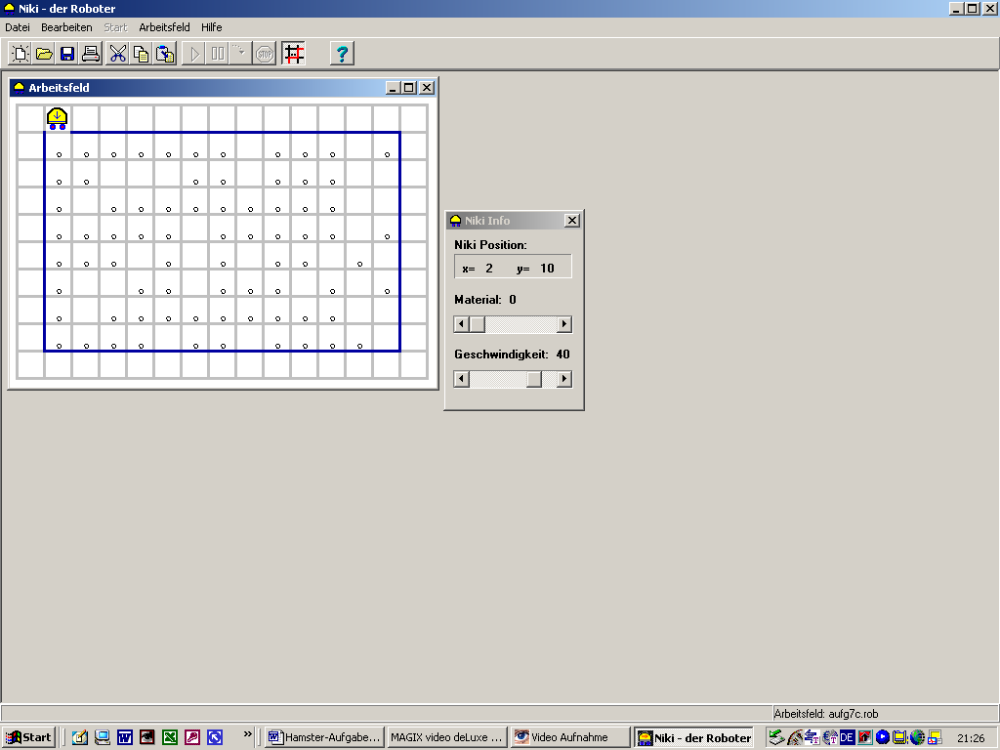 Niki - der Roboter
Datei Bearbeiten Start Arbeitsfeld Hilfe
STOP
?
Arbeitsfeld
Niki Info
Niki Position:
x= 2 y= 10
Material: 0
Geschwindigkeit: 40
Arbeitsfeld: aufg7c.rob
Start » Hamster-Aufgabe... MAGIX video deLuxe ... Video Aufnahme Niki - der Roboter DE 21:26